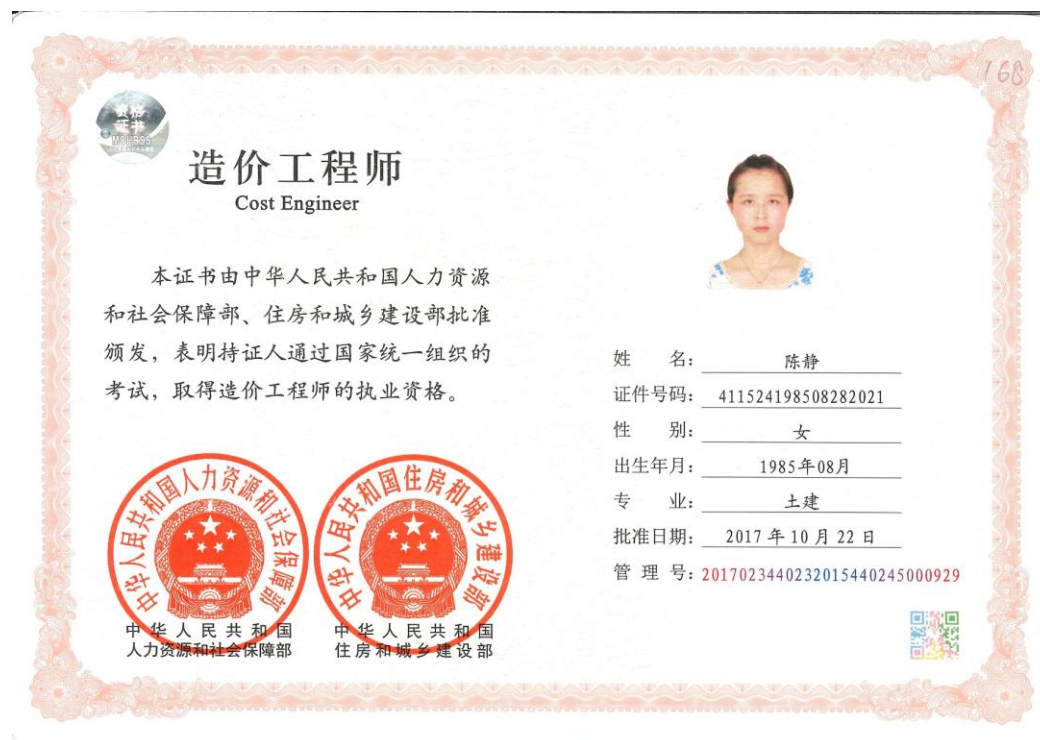 168
资格
证书
MOHRSS
造价工程师
Cost Engineer
本证书由中华人民共和国人力资源
和社会保障部、住房和城乡建设部批准
颁发，表明持证人通过国家统一组织的
考试，取得造价工程师的执业资格。
中华人民共和国人力资源和社会保障部
中华人民共和国住房和城乡建设部
中华人民共和国
人力资源和社会保障部
中华人民共和国
住房和城乡建设部
姓 名： 陈静
证件号码： 411524198508282021
性 别： 女
出生年月： 1985年08月
专 业： 土建
批准日期： 2017 年 10 月 22 日
管 理 号：2017023440232015440245000929